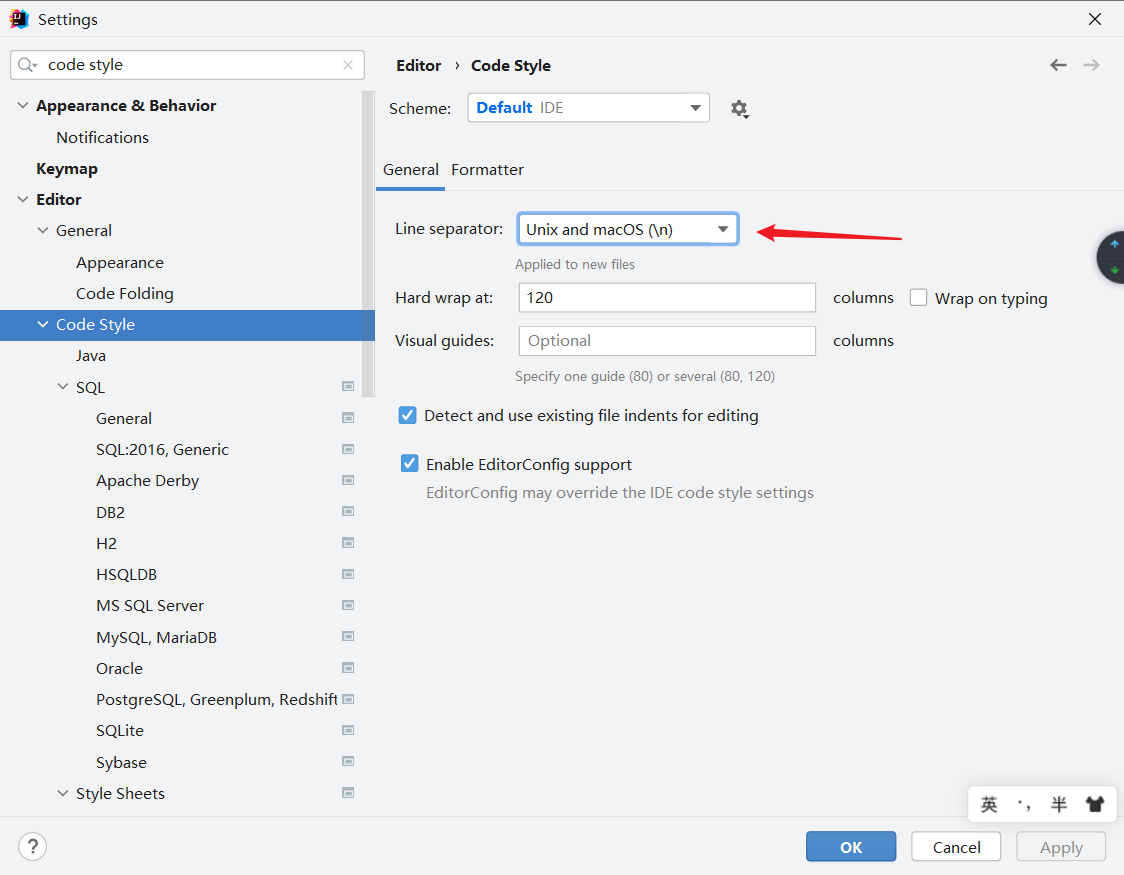 Settings
code style
Appearance & Behavior
Notifications
Keymap
Editor
General
Appearance
Code Folding
Code Style
Java
SQL
General
SQL:2016, Generic
Apache Derby
DB2
H2
HSQLDB
MS SQL Server
MySQL, MariaDB
Oracle
PostgreSQL, Greenplum, Redshift
SQLite
Sybase
Style Sheets
Editor › Code Style
Scheme: Default IDE
General Formatter
Line separator: Unix and macOS (\n)
Applied to new files
Hard wrap at: 120 columns Wrap on typing
Visual guides: Optional columns
Specify one guide (80) or several (80, 120)
Detect and use existing file indents for editing
Enable EditorConfig support
EditorConfig may override the IDE code style settings
英 ·, 半
? OK Cancel Apply